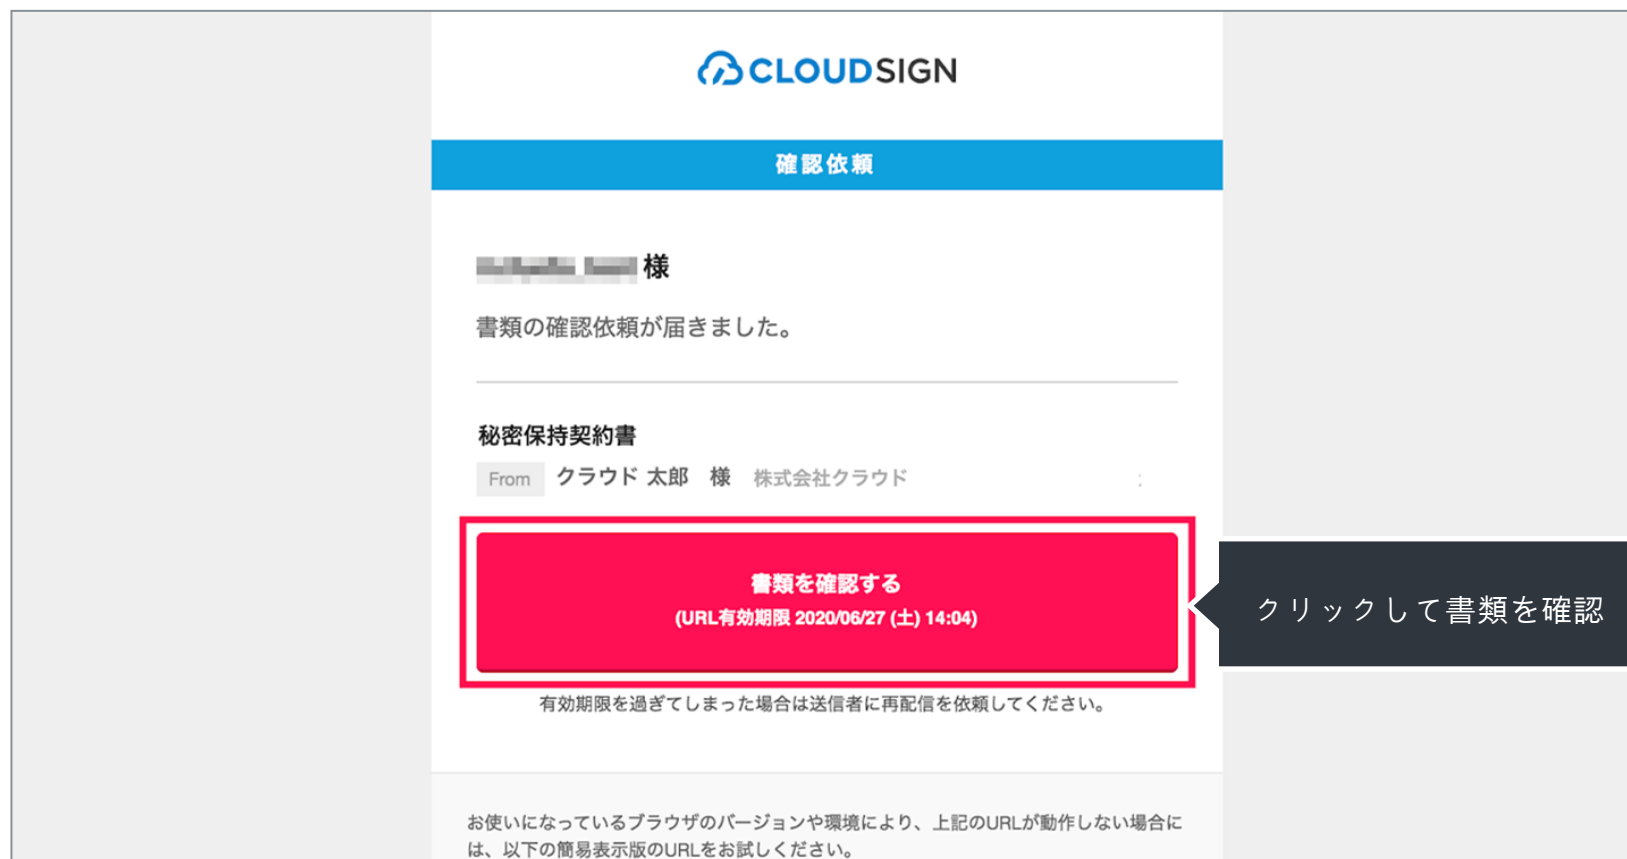 CLOUDSIGN
確認依頼
様
書類の確認依頼が届きました。
秘密保持契約書
From クラウド 太郎 様 株式会社クラウド
書類を確認する
(URL有効期限 2020/06/27 (土) 14:04)
クリックして書類を確認
有効期限を過ぎてしまった場合は送信者に再配信を依頼してください。
お使いになっているブラウザのバージョンや環境により、上記のURLが動作しない場合に
は、以下の簡易表示版のURLをお試しください。